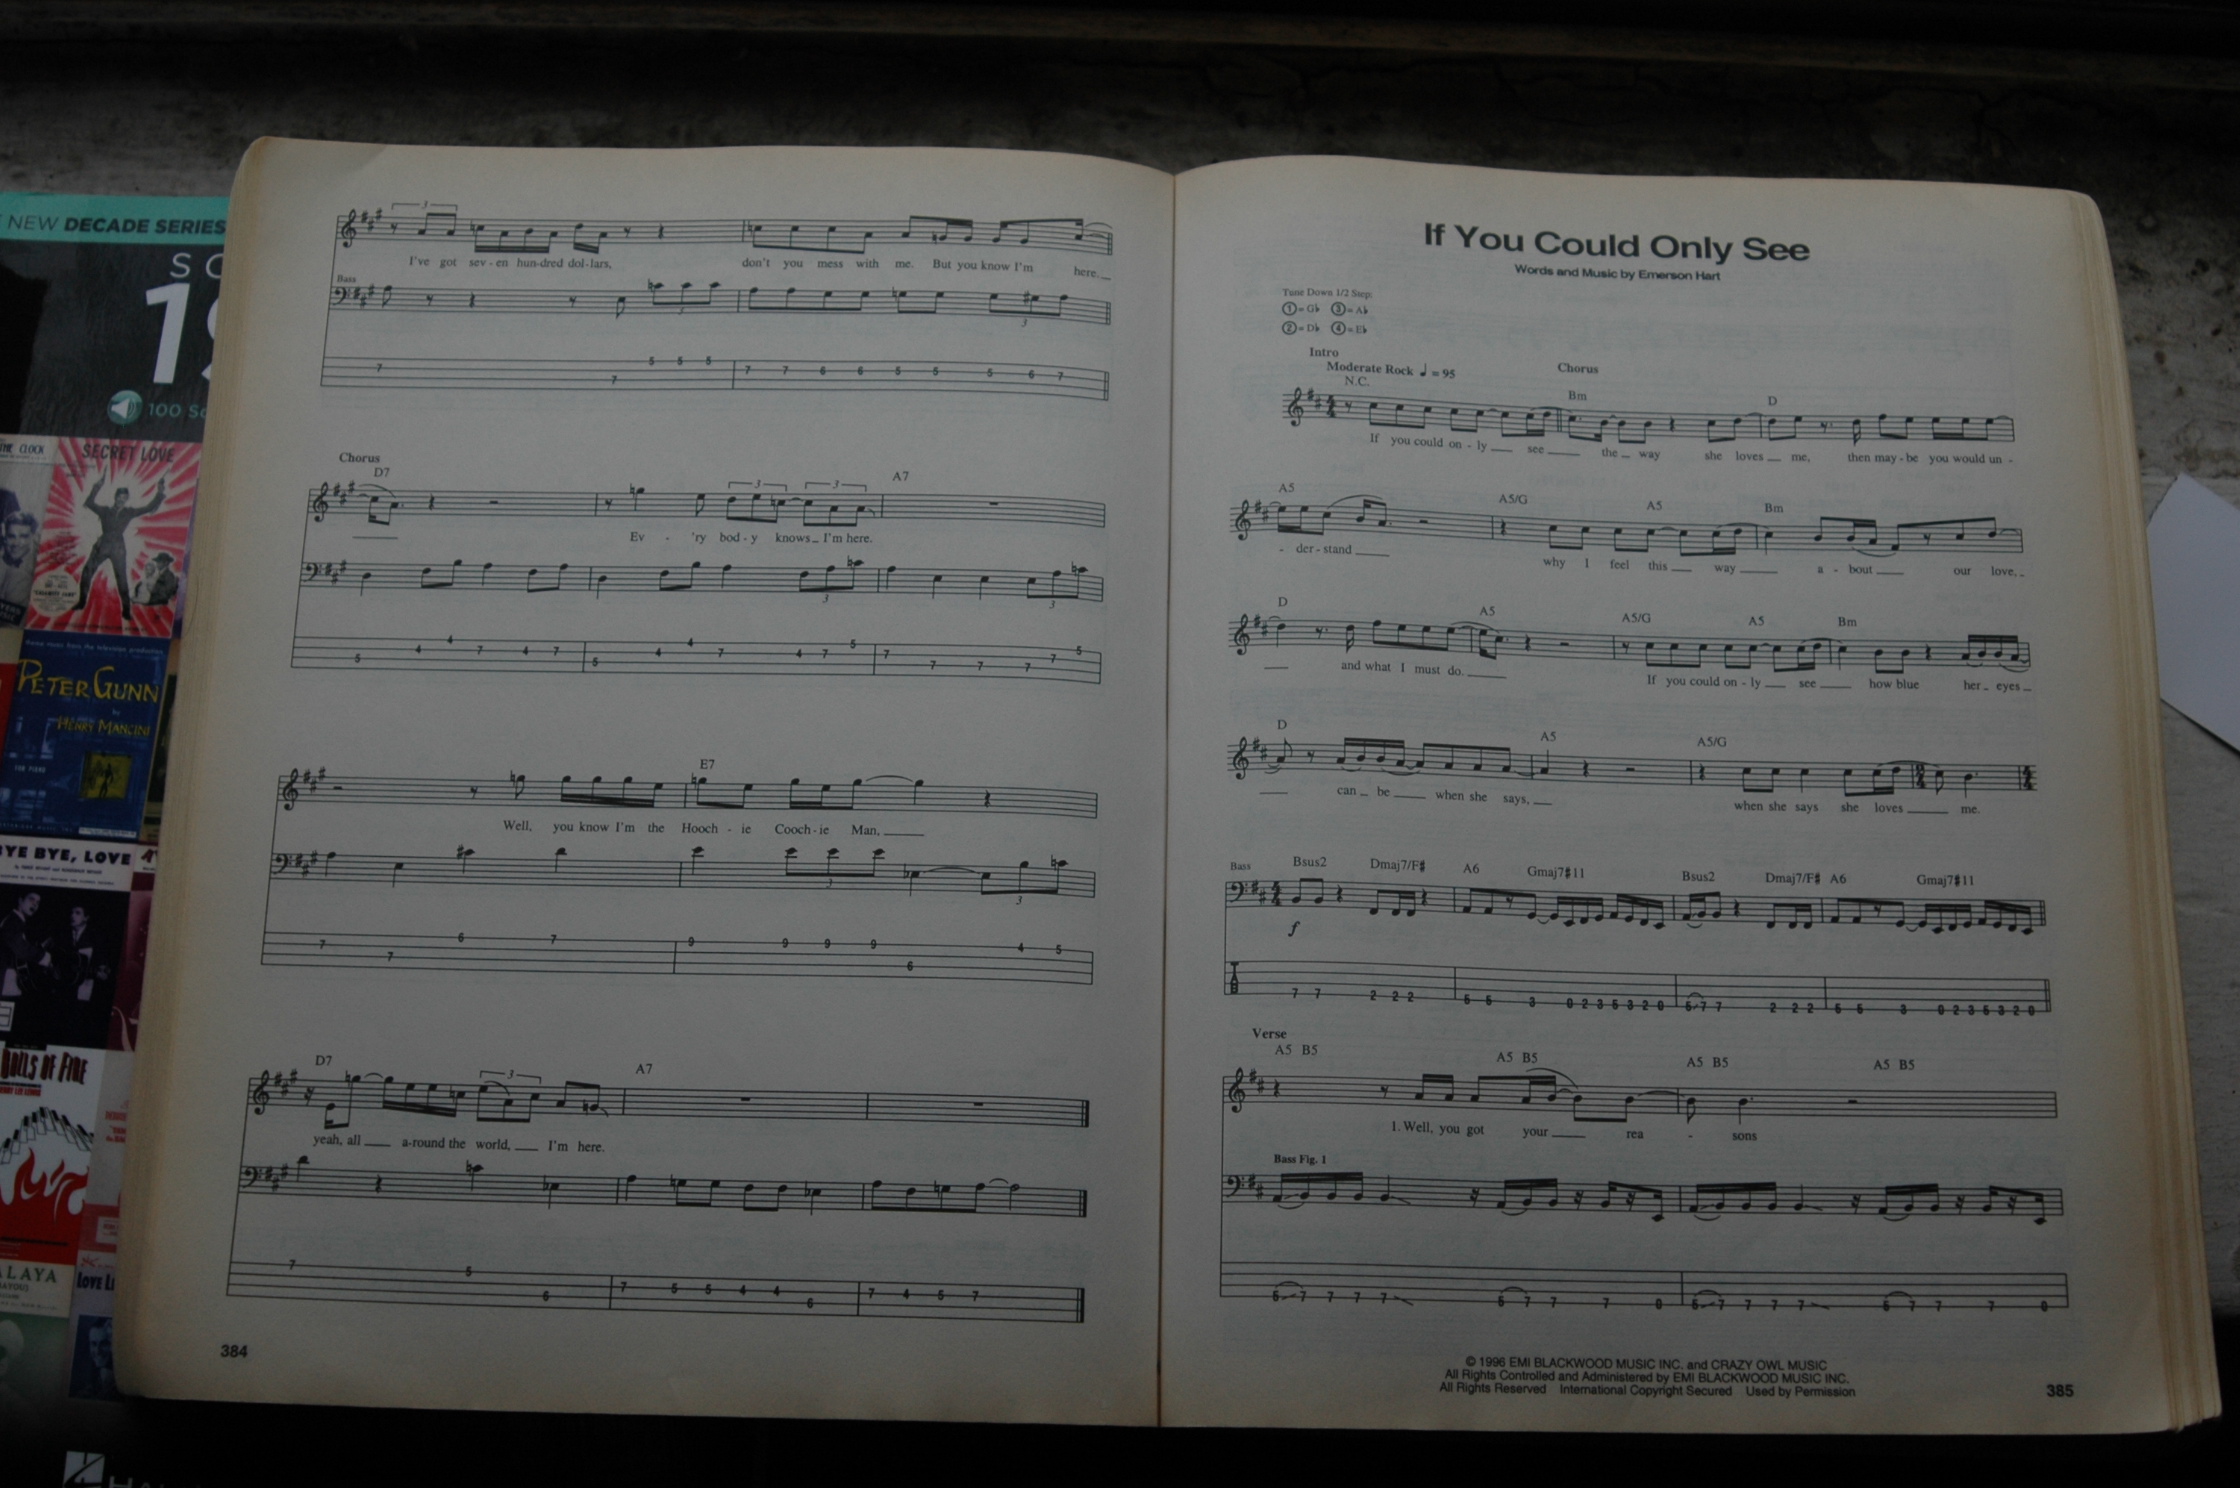 NEW DECADE SERIES
100
THE CLOCK
SECRET LOVE
PETER GUNN
by
HENRY MANCINI
BYE BYE, LOVE
BALLS OF FIRE
3
I've got sev - en hun-dred dol-lars, don't you mess with me. But you know I'm here.
Bass
3 3
7 7 5 5 5 7 7 6 6 5 5 5 6 7
Chorus
D7 A7
3 3
Ev - 'ry bod - y knows I'm here.
3 3
5 4 4 7 4 7 5 4 4 7 4 7 5 7 7 7 7 7 5
E7
Well, you know I'm the Hooch - ie Cooch - ie Man,
3 3
7 7 6 7 9 9 9 9 6 4 5
D7 A7
3
yeah, all a-round the world, I'm here.
7 5 6 7 5 5 4 4 6 7 4 5 7
384
If You Could Only See
Words and Music by Emerson Hart
Tune Down 1/2 Step:
①= G♭ ③= A♭
②= D♭ ④= E♭
Intro Chorus
Moderate Rock ♩ = 95
N.C. Bm D
If you could on - ly see the way she loves me, then may - be you would un -
A5 A5/G A5 Bm
- der - stand why I feel this way a - bout our love,
D A5 A5/G A5 Bm
and what I must do. If you could on - ly see how blue her eyes
D A5 A5/G
can be when she says, when she says she loves me.
Bass Bsus2 Dmaj7/F♯ A6 Gmaj7♯11 Bsus2 Dmaj7/F♯ A6 Gmaj7♯11
f
7 7 2 2 2 5 5 3 0 2 3 5 3 2 0 5 7 7 2 2 2 5 5 3 0 2 3 5 3 2 0
Verse
A5 B5 A5 B5 A5 B5 A5 B5
1. Well, you got your rea - sons
Bass Fig. 1
5 7 7 7 7 5 7 7 7 0 5 7 7 7 7 5 7 7 7 0
© 1996 EMI BLACKWOOD MUSIC INC. and CRAZY OWL MUSIC
All Rights Controlled and Administered by EMI BLACKWOOD MUSIC INC.
All Rights Reserved International Copyright Secured Used by Permission
385